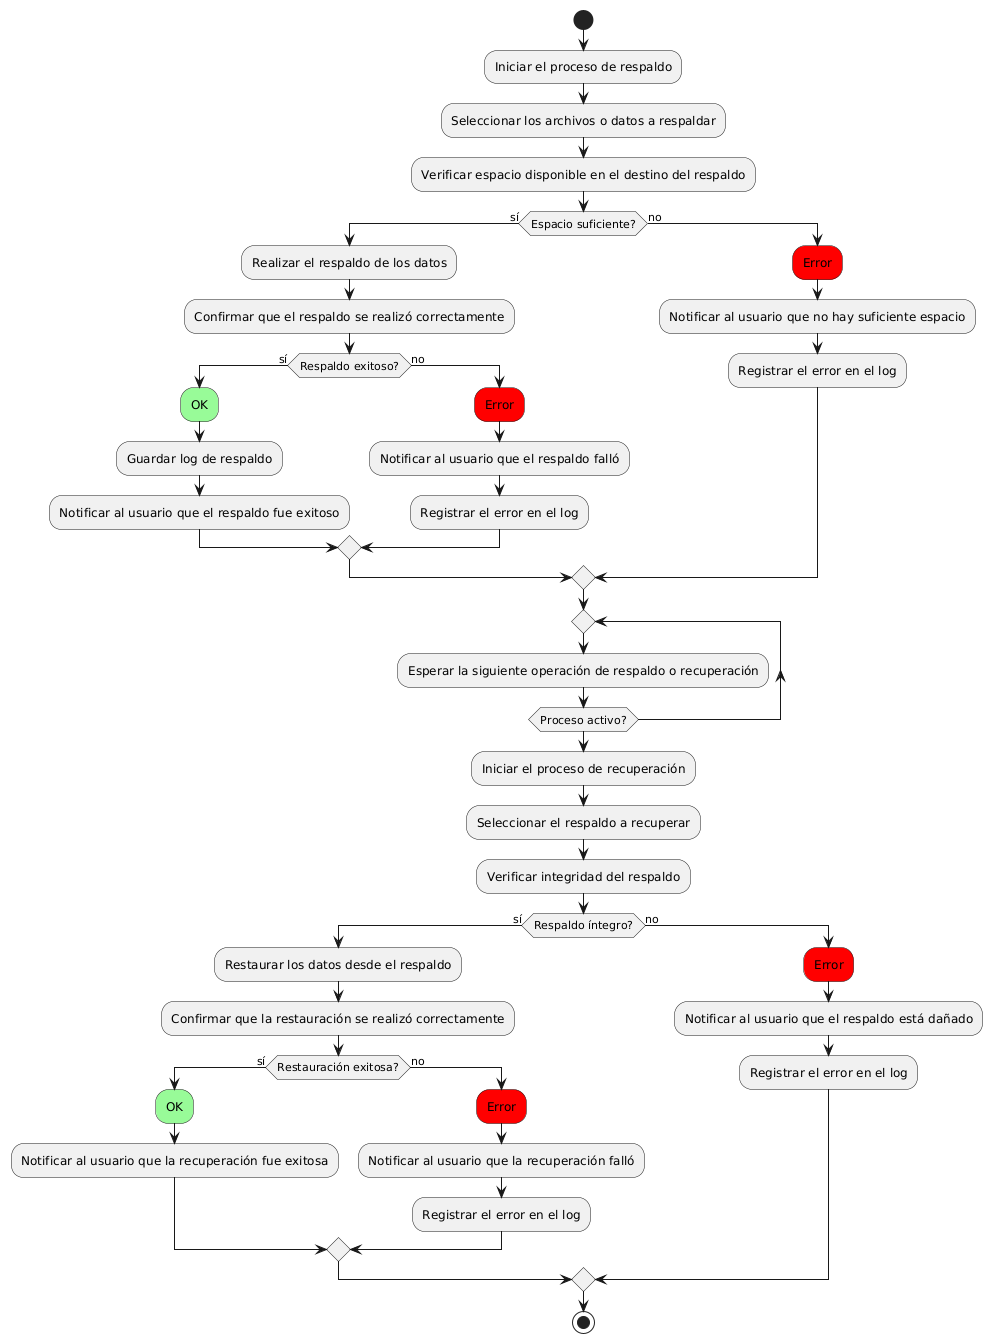 Iniciar el proceso de respaldo
Seleccionar los archivos o datos a respaldar
Verificar espacio disponible en el destino del respaldo
sí
Espacio suficiente?
no
Realizar el respaldo de los datos
Confirmar que el respaldo se realizó correctamente
sí
Respaldo exitoso?
no
OK
Guardar log de respaldo
Notificar al usuario que el respaldo fue exitoso
Error
Notificar al usuario que el respaldo falló
Registrar el error en el log
Error
Notificar al usuario que no hay suficiente espacio
Registrar el error en el log
Esperar la siguiente operación de respaldo o recuperación
Proceso activo?
Iniciar el proceso de recuperación
Seleccionar el respaldo a recuperar
Verificar integridad del respaldo
sí
Respaldo íntegro?
no
Restaurar los datos desde el respaldo
Confirmar que la restauración se realizó correctamente
sí
Restauración exitosa?
no
OK
Notificar al usuario que la recuperación fue exitosa
Error
Notificar al usuario que la recuperación falló
Registrar el error en el log
Error
Notificar al usuario que el respaldo está dañado
Registrar el error en el log